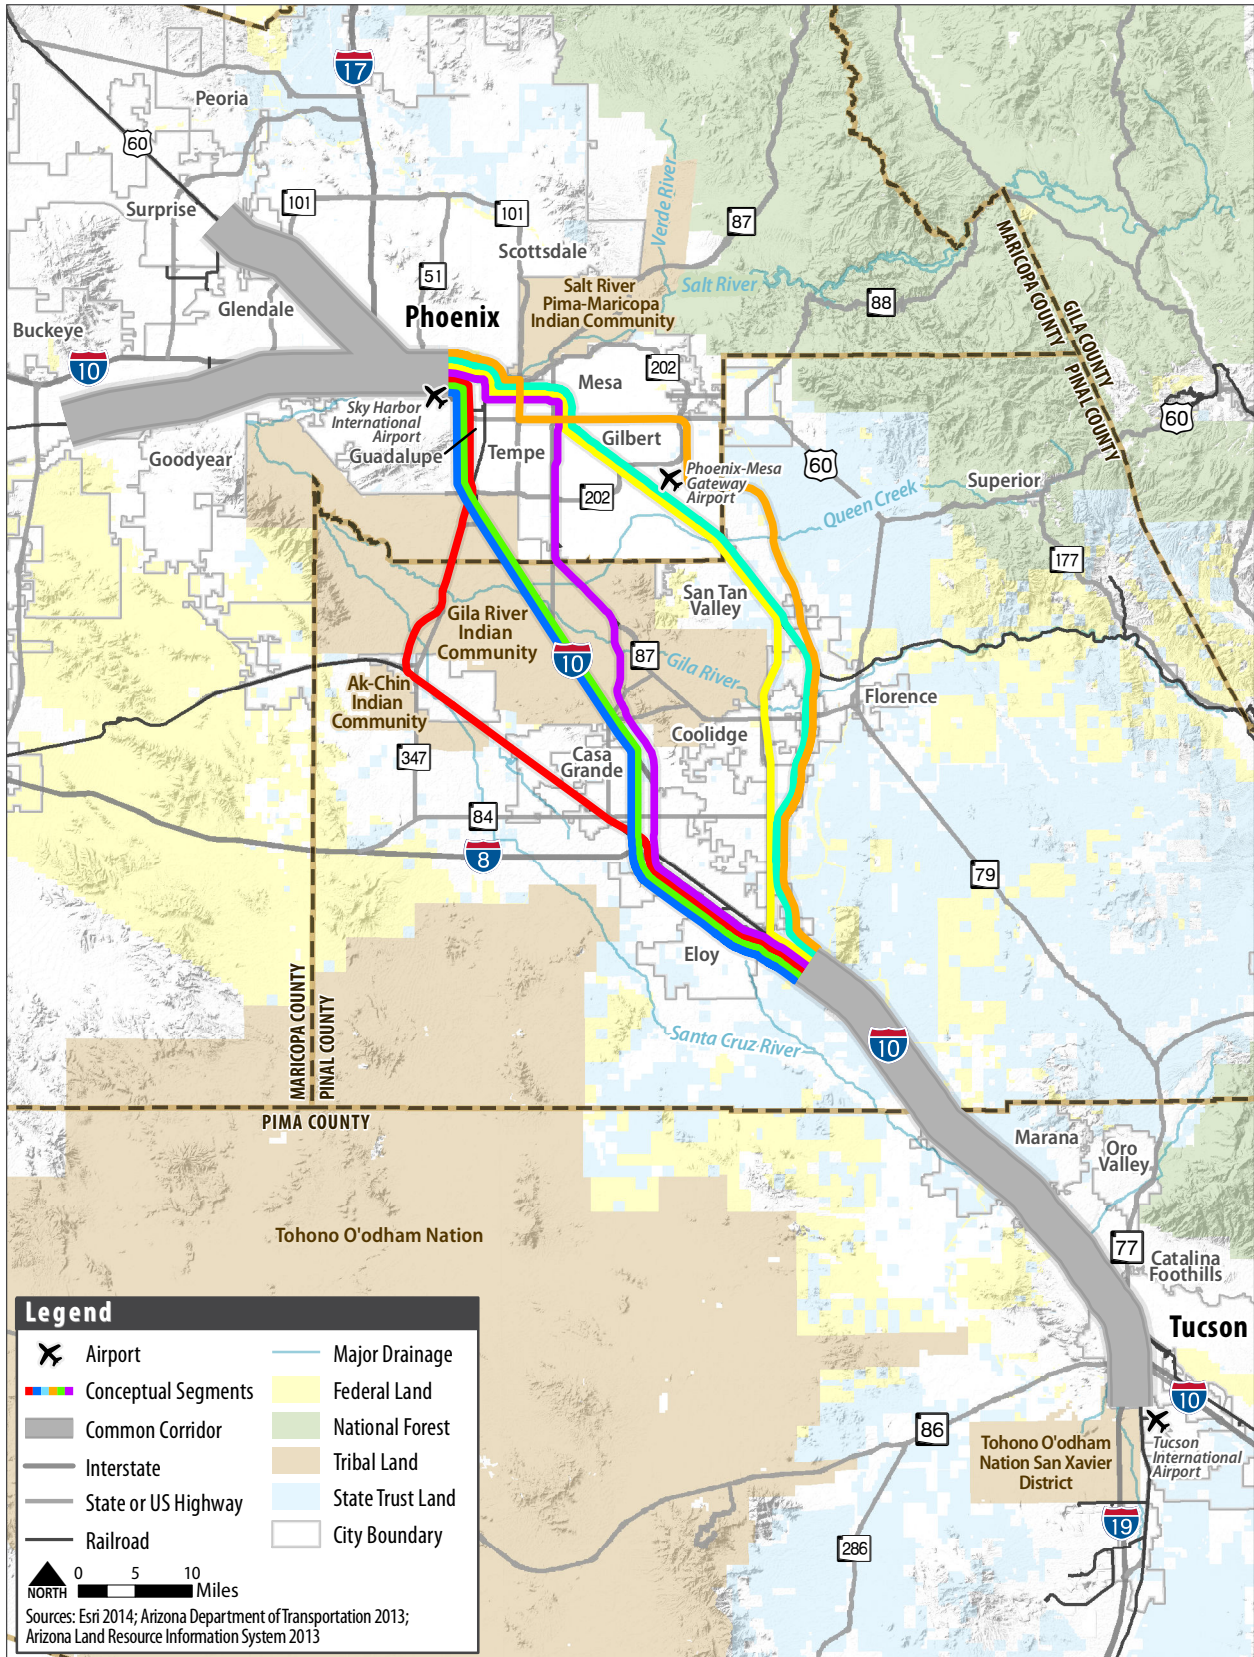 17
Peoria
60
101
Surprise
101
87
Verde River
Scottsdale
MARICOPA COUNTY
GILA COUNTY
51
Salt River
Pima-Maricopa
Indian Community
Salt River
88
Glendale
Phoenix
Buckeye
10
PINAL COUNTY
202
Mesa
60
Sky Harbor
International
Airport
Guadalupe
Tempe
Gilbert
Goodyear
60
Phoenix-Mesa
Gateway
Airport
Superior
202
Queen Creek
177
San Tan
Valley
Gila River
Indian
Community
10
87
Gila River
Ak-Chin
Indian
Community
Florence
Coolidge
347
Casa
Grande
84
8
79
Eloy
MARICOPA COUNTY
PINAL COUNTY
Santa Cruz River
10
PIMA COUNTY
Marana
Oro
Valley
Tohono O'odham Nation
77
Catalina
Foothills
Tucson
10
86
Tohono O'odham
Nation San Xavier
District
Tucson
International
Airport
19
286
Legend
Airport
Conceptual Segments
Common Corridor
Interstate
State or US Highway
Railroad
Major Drainage
Federal Land
National Forest
Tribal Land
State Trust Land
City Boundary
NORTH
0 5 10
Miles
Sources: Esri 2014; Arizona Department of Transportation 2013;
Arizona Land Resource Information System 2013